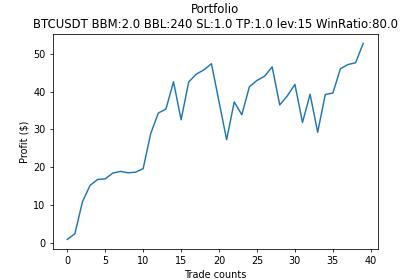 Portfolio
BTCUSDT BBM:2.0 BBL:240 SL:1.0 TP:1.0 lev:15 WinRatio:80.0
Profit ($)
50
40
30
20
10
0
0 5 10 15 20 25 30 35 40
Trade counts